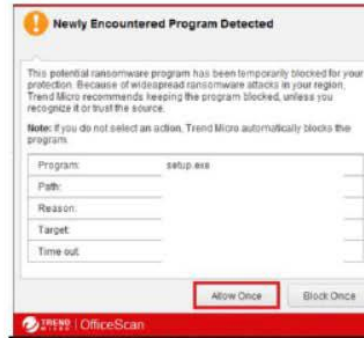 Newly Encountered Program Detected
This potential ransomware program has been temporarily blocked for your
protection. Because of widespread ransomware attacks in your region,
Trend Micro recommends keeping the program blocked, unless you
recognize it or trust the source.
Note: If you do not select an action, Trend Micro automatically blocks the
program.
Program: setup.exe
Path:
Reason:
Target:
Time out:
Allow Once Block Once
TREND MICRO OfficeScan